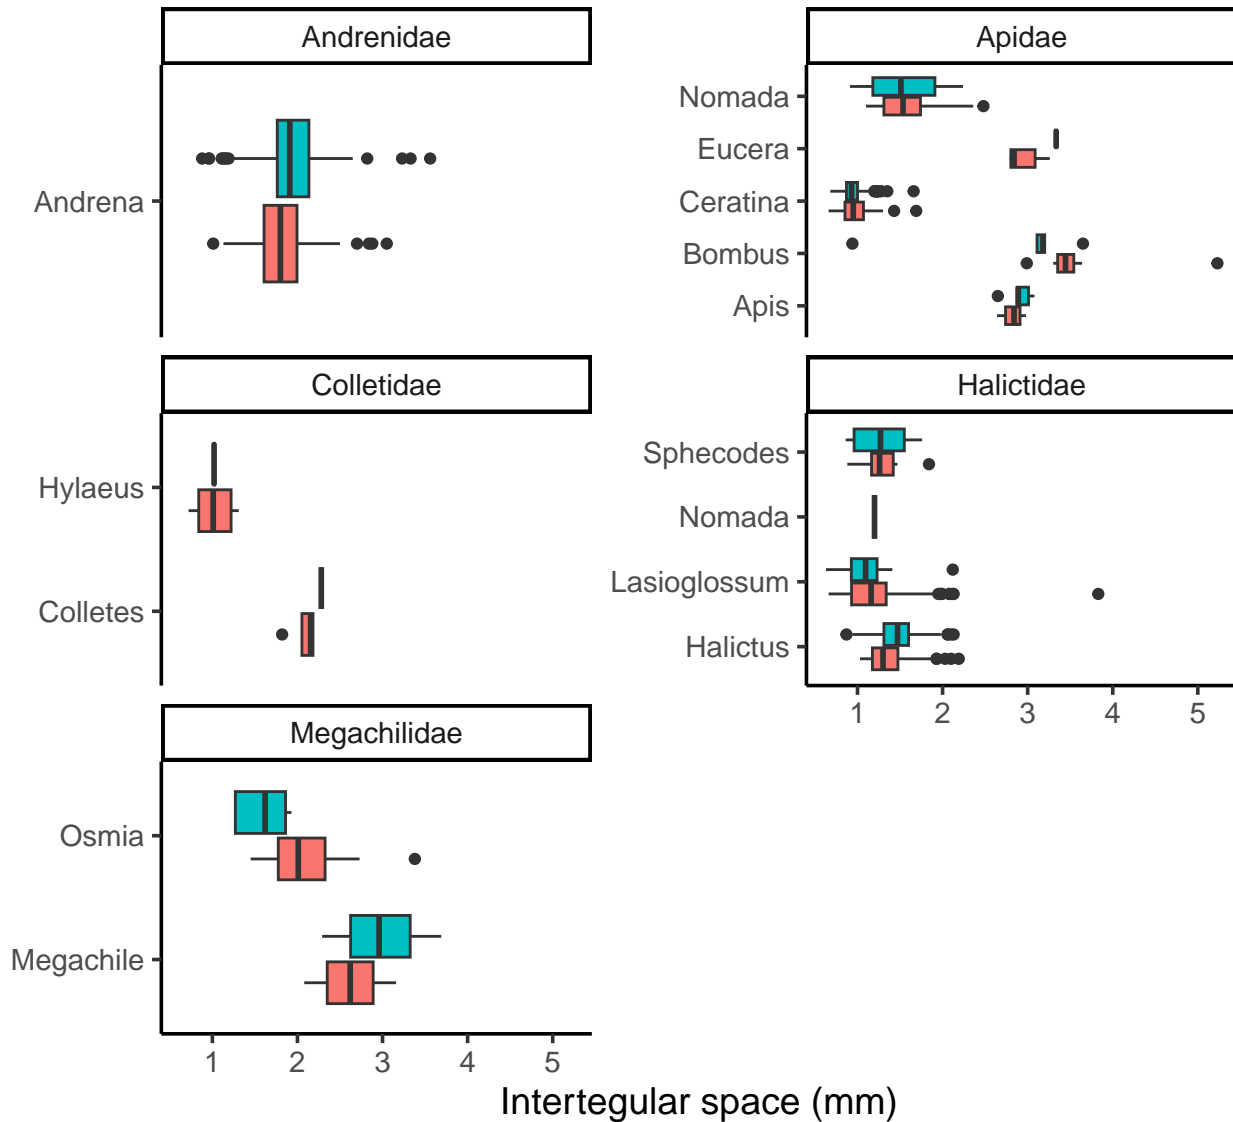 Andrenidae
Andrena
Apidae
Nomada
Eucera
Ceratina
Bombus
Apis
Colletidae
Hylaeus
Colletes
Halictidae
Sphecodes
Nomada
Lasioglossum
Halictus
1 2 3 4 5
Megachilidae
Osmia
Megachile
1 2 3 4 5
Intertegular space (mm)